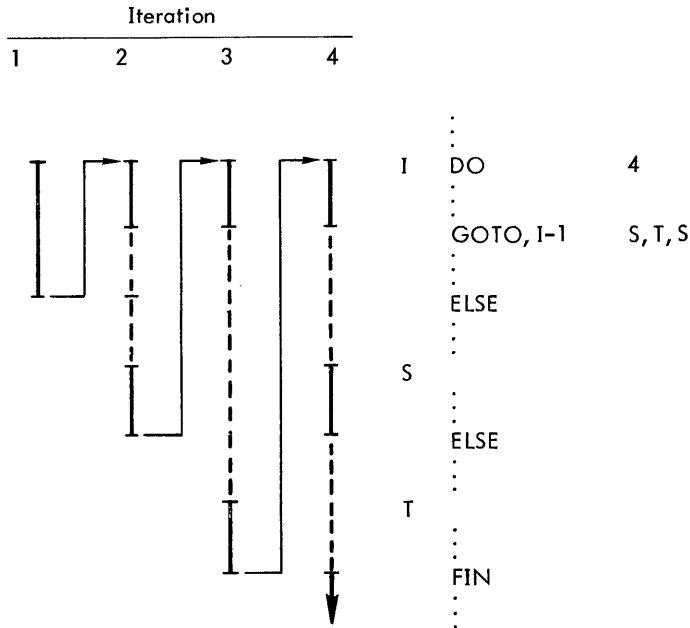 Iteration
1 2 3 4
I DO 4
GOTO, I-1 S, T, S
ELSE
S
ELSE
T
FIN